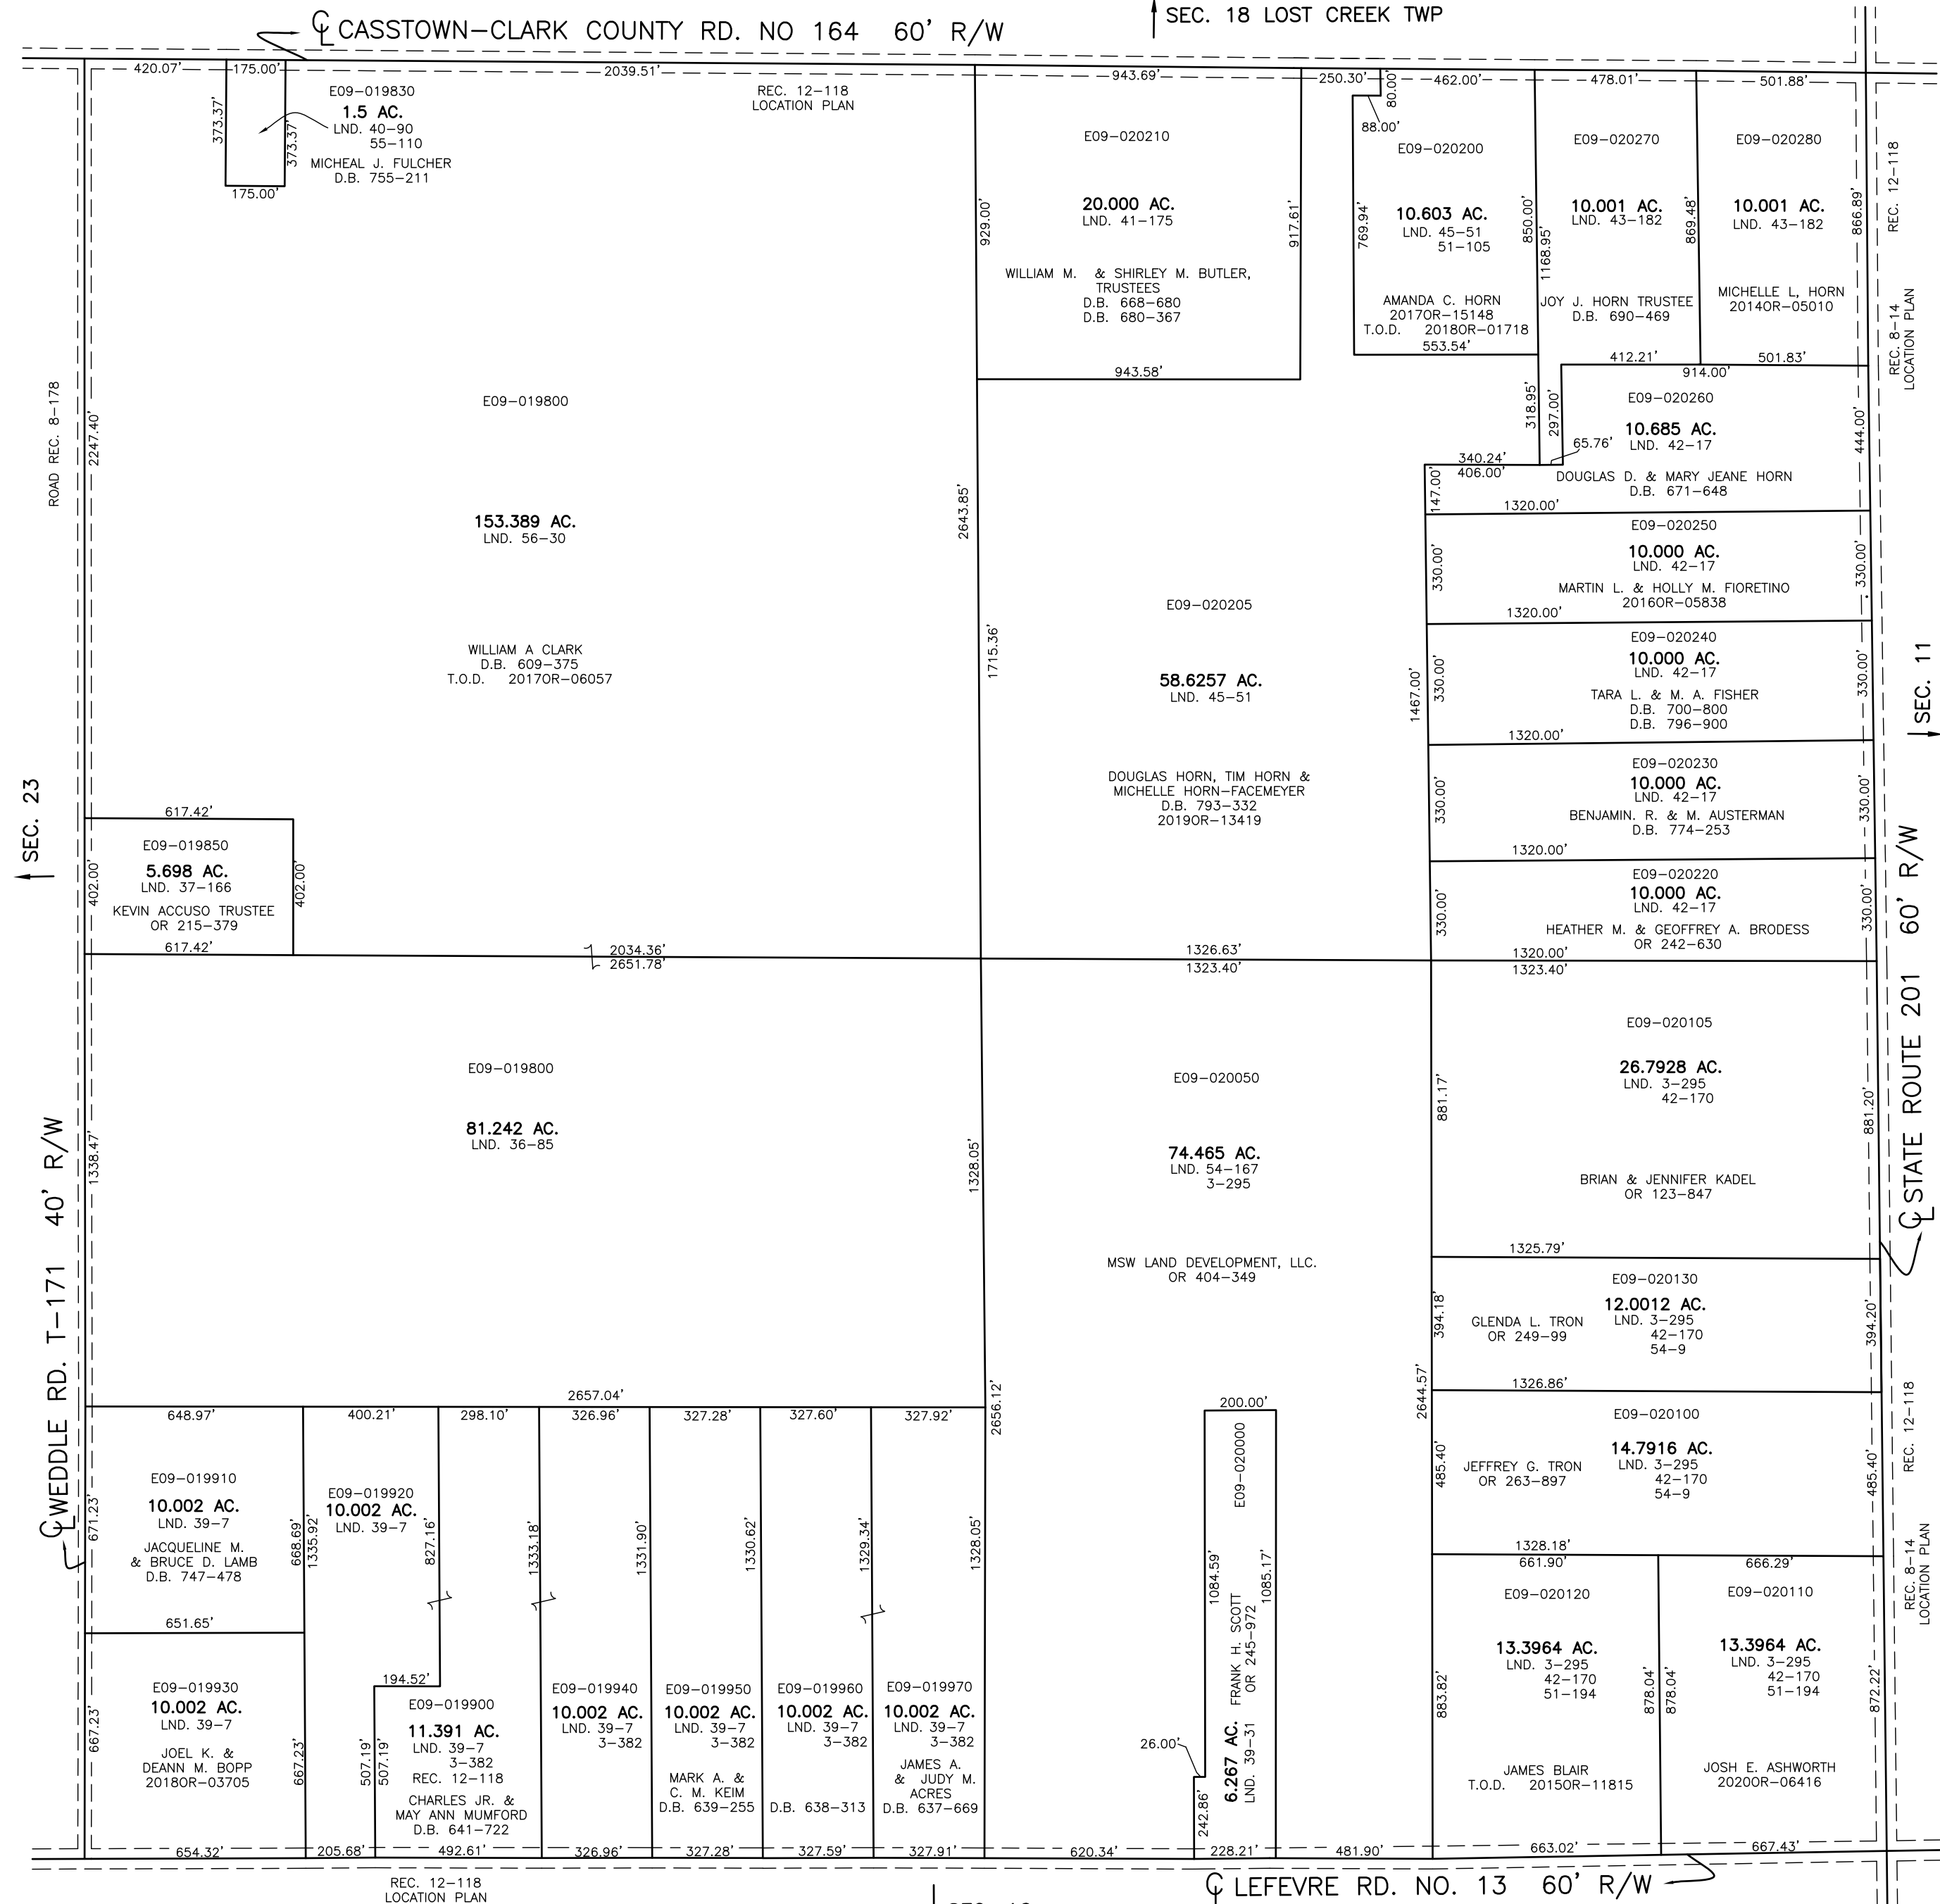 ℄ CASSTOWN-CLARK COUNTY RD. NO 164 60' R/W
SEC. 18 LOST CREEK TWP
420.07'
175.00'
2039.51'
943.69'
250.30'
462.00'
478.01'
501.88'
373.37'
373.37'
175.00'
E09-019830
1.5 AC.
LND. 40-90
55-110
MICHEAL J. FULCHER
D.B. 755-211
REC. 12-118
LOCATION PLAN
80.00'
88.00'
E09-020210
20.000 AC.
LND. 41-175
WILLIAM M. & SHIRLEY M. BUTLER,
TRUSTEES
D.B. 668-680
D.B. 680-367
929.00'
917.61'
943.58'
E09-020200
10.603 AC.
LND. 45-51
51-105
AMANDA C. HORN
2017OR-15148
T.O.D. 2018OR-01718
553.54'
769.94'
850.00'
1168.95'
E09-020270
10.001 AC.
LND. 43-182
JOY J. HORN TRUSTEE
D.B. 690-469
412.21'
869.48'
E09-020280
10.001 AC.
LND. 43-182
MICHELLE L, HORN
2014OR-05010
501.83'
866.89'
REC. 12-118
REC. 8-14
LOCATION PLAN
914.00'
318.95'
297.00'
65.76'
E09-020260
10.685 AC.
LND. 42-17
DOUGLAS D. & MARY JEANE HORN
D.B. 671-648
444.00'
340.24'
406.00'
147.00'
1320.00'
E09-020250
10.000 AC.
LND. 42-17
MARTIN L. & HOLLY M. FIORETINO
2016OR-05838
330.00'
330.00'
1320.00'
E09-020240
10.000 AC.
LND. 42-17
TARA L. & M. A. FISHER
D.B. 700-800
D.B. 796-900
330.00'
330.00'
1467.00'
1320.00'
E09-020230
10.000 AC.
LND. 42-17
BENJAMIN. R. & M. AUSTERMAN
D.B. 774-253
330.00'
330.00'
1320.00'
E09-020220
10.000 AC.
LND. 42-17
HEATHER M. & GEOFFREY A. BRODESS
OR 242-630
330.00'
330.00'
1320.00'
1323.40'
SEC. 11
ROAD REC. 8-178
2247.40'
E09-019800
153.389 AC.
LND. 56-30
WILLIAM A CLARK
D.B. 609-375
T.O.D. 2017OR-06057
2643.85'
1715.36'
E09-020205
58.6257 AC.
LND. 45-51
DOUGLAS HORN, TIM HORN &
MICHELLE HORN-FACEMEYER
D.B. 793-332
2019OR-13419
1326.63'
1323.40'
SEC. 23
617.42'
E09-019850
5.698 AC.
LND. 37-166
KEVIN ACCUSO TRUSTEE
OR 215-379
617.42'
402.00'
402.00'
2034.36'
2651.78'
E09-019800
81.242 AC.
LND. 36-85
1338.47'
1328.05'
2657.04'
2656.12'
E09-020050
74.465 AC.
LND. 54-167
3-295
MSW LAND DEVELOPMENT, LLC.
OR 404-349
E09-020105
26.7928 AC.
LND. 3-295
42-170
BRIAN & JENNIFER KADEL
OR 123-847
881.17'
881.20'
1325.79'
E09-020130
12.0012 AC.
LND. 3-295
42-170
54-9
GLENDA L. TRON
OR 249-99
394.18'
394.20'
1326.86'
2644.57'
E09-020100
14.7916 AC.
LND. 3-295
42-170
54-9
JEFFREY G. TRON
OR 263-897
485.40'
485.40'
1328.18'
661.90'
666.29'
℄ STATE ROUTE 201 60' R/W
REC. 12-118
REC. 8-14
LOCATION PLAN
℄ WEDDLE RD. T-171 40' R/W
648.97'
400.21'
298.10'
326.96'
327.28'
327.60'
327.92'
E09-019910
10.002 AC.
LND. 39-7
JACQUELINE M.
& BRUCE D. LAMB
D.B. 747-478
671.23'
668.69'
1335.92'
651.65'
E09-019920
10.002 AC.
LND. 39-7
827.16'
1333.18'
1331.90'
1330.62'
1329.34'
1328.05'
E09-019930
10.002 AC.
LND. 39-7
JOEL K. &
DEANN M. BOPP
2018OR-03705
667.23'
667.23'
194.52'
507.19'
507.19'
E09-019900
11.391 AC.
LND. 39-7
3-382
REC. 12-118
CHARLES JR. &
MAY ANN MUMFORD
D.B. 641-722
E09-019940
10.002 AC.
LND. 39-7
3-382
E09-019950
10.002 AC.
LND. 39-7
3-382
MARK A. &
C. M. KEIM
D.B. 639-255
E09-019960
10.002 AC.
LND. 39-7
3-382
D.B. 638-313
E09-019970
10.002 AC.
LND. 39-7
3-382
JAMES A.
& JUDY M.
ACRES
D.B. 637-669
200.00'
E09-020000
1084.59'
1085.17'
FRANK H. SCOTT
OR 245-972
6.267 AC.
LND. 39-31
26.00'
242.86'
E09-020120
13.3964 AC.
LND. 3-295
42-170
51-194
JAMES BLAIR
T.O.D. 2015OR-11815
883.82'
878.04'
878.04'
E09-020110
13.3964 AC.
LND. 3-295
42-170
51-194
JOSH E. ASHWORTH
2020OR-06416
872.22'
654.32'
205.68'
492.61'
326.96'
327.28'
327.59'
327.91'
620.34'
228.21'
481.90'
663.02'
667.43'
REC. 12-118
LOCATION PLAN
℄ LEFEVRE RD. NO. 13 60' R/W